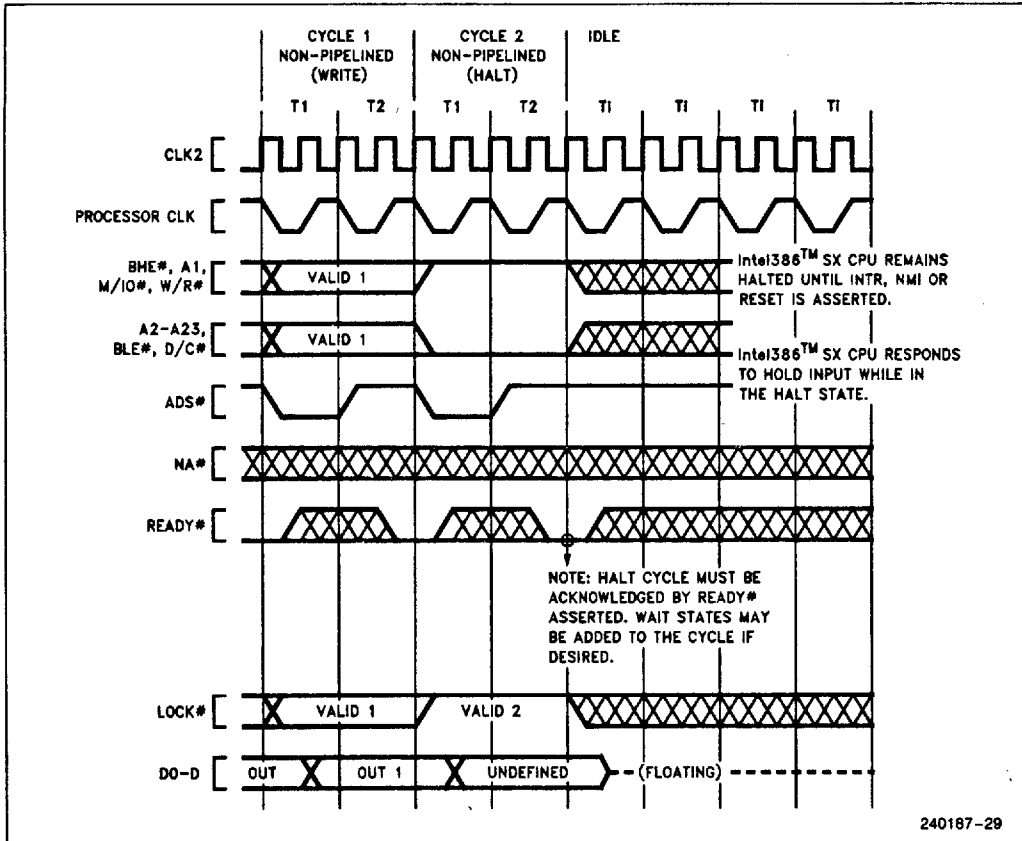 CYCLE 1
NON-PIPELINED
(WRITE)
CYCLE 2
NON-PIPELINED
(HALT)
IDLE
T1 T2 T1 T2 Ti Ti Ti Ti
CLK2
PROCESSOR CLK
BHE#, A1,
M/IO#, W/R#
VALID 1
Intel386™ SX CPU REMAINS
HALTED UNTIL INTR, NMI OR
RESET IS ASSERTED.
A2-A23,
BLE#, D/C#
VALID 1
Intel386™ SX CPU RESPONDS
TO HOLD INPUT WHILE IN
THE HALT STATE.
ADS#
NA#
READY#
NOTE: HALT CYCLE MUST BE
ACKNOWLEDGED BY READY#
ASSERTED. WAIT STATES MAY
BE ADDED TO THE CYCLE IF
DESIRED.
LOCK# VALID 1 VALID 2
DO-D OUT OUT 1 UNDEFINED (FLOATING)
240187-29